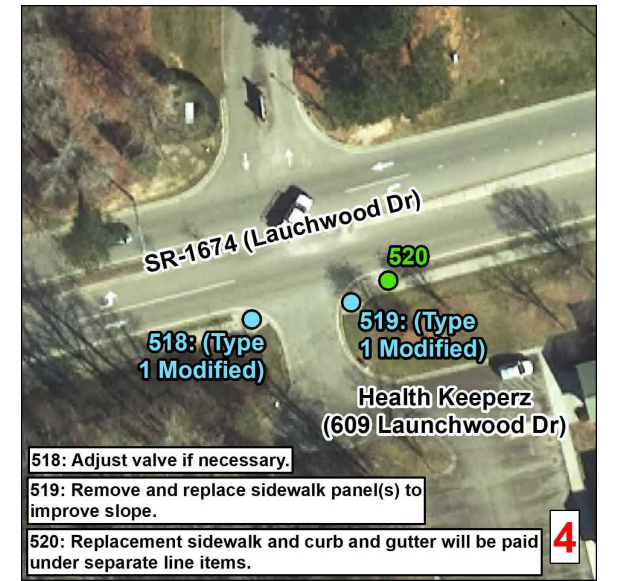 SR-1674 (Lauchwood Dr)
520
518: (Type
1 Modified)
519: (Type
1 Modified)
Health Keeperz
(609 Launchwood Dr)
518: Adjust valve if necessary.
519: Remove and replace sidewalk panel(s) to
improve slope.
520: Replacement sidewalk and curb and gutter will be paid
under separate line items.
4